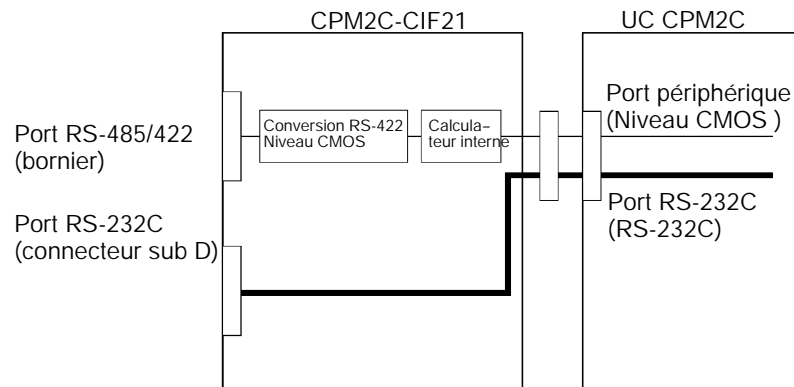 CPM2C-CIF21
UC CPM2C
Port RS-485/422
(bornier)
Conversion RS-422
Niveau CMOS
Calcula-
teur interne
Port périphérique
(Niveau CMOS )
Port RS-232C
(connecteur sub D)
Port RS-232C
(RS-232C)